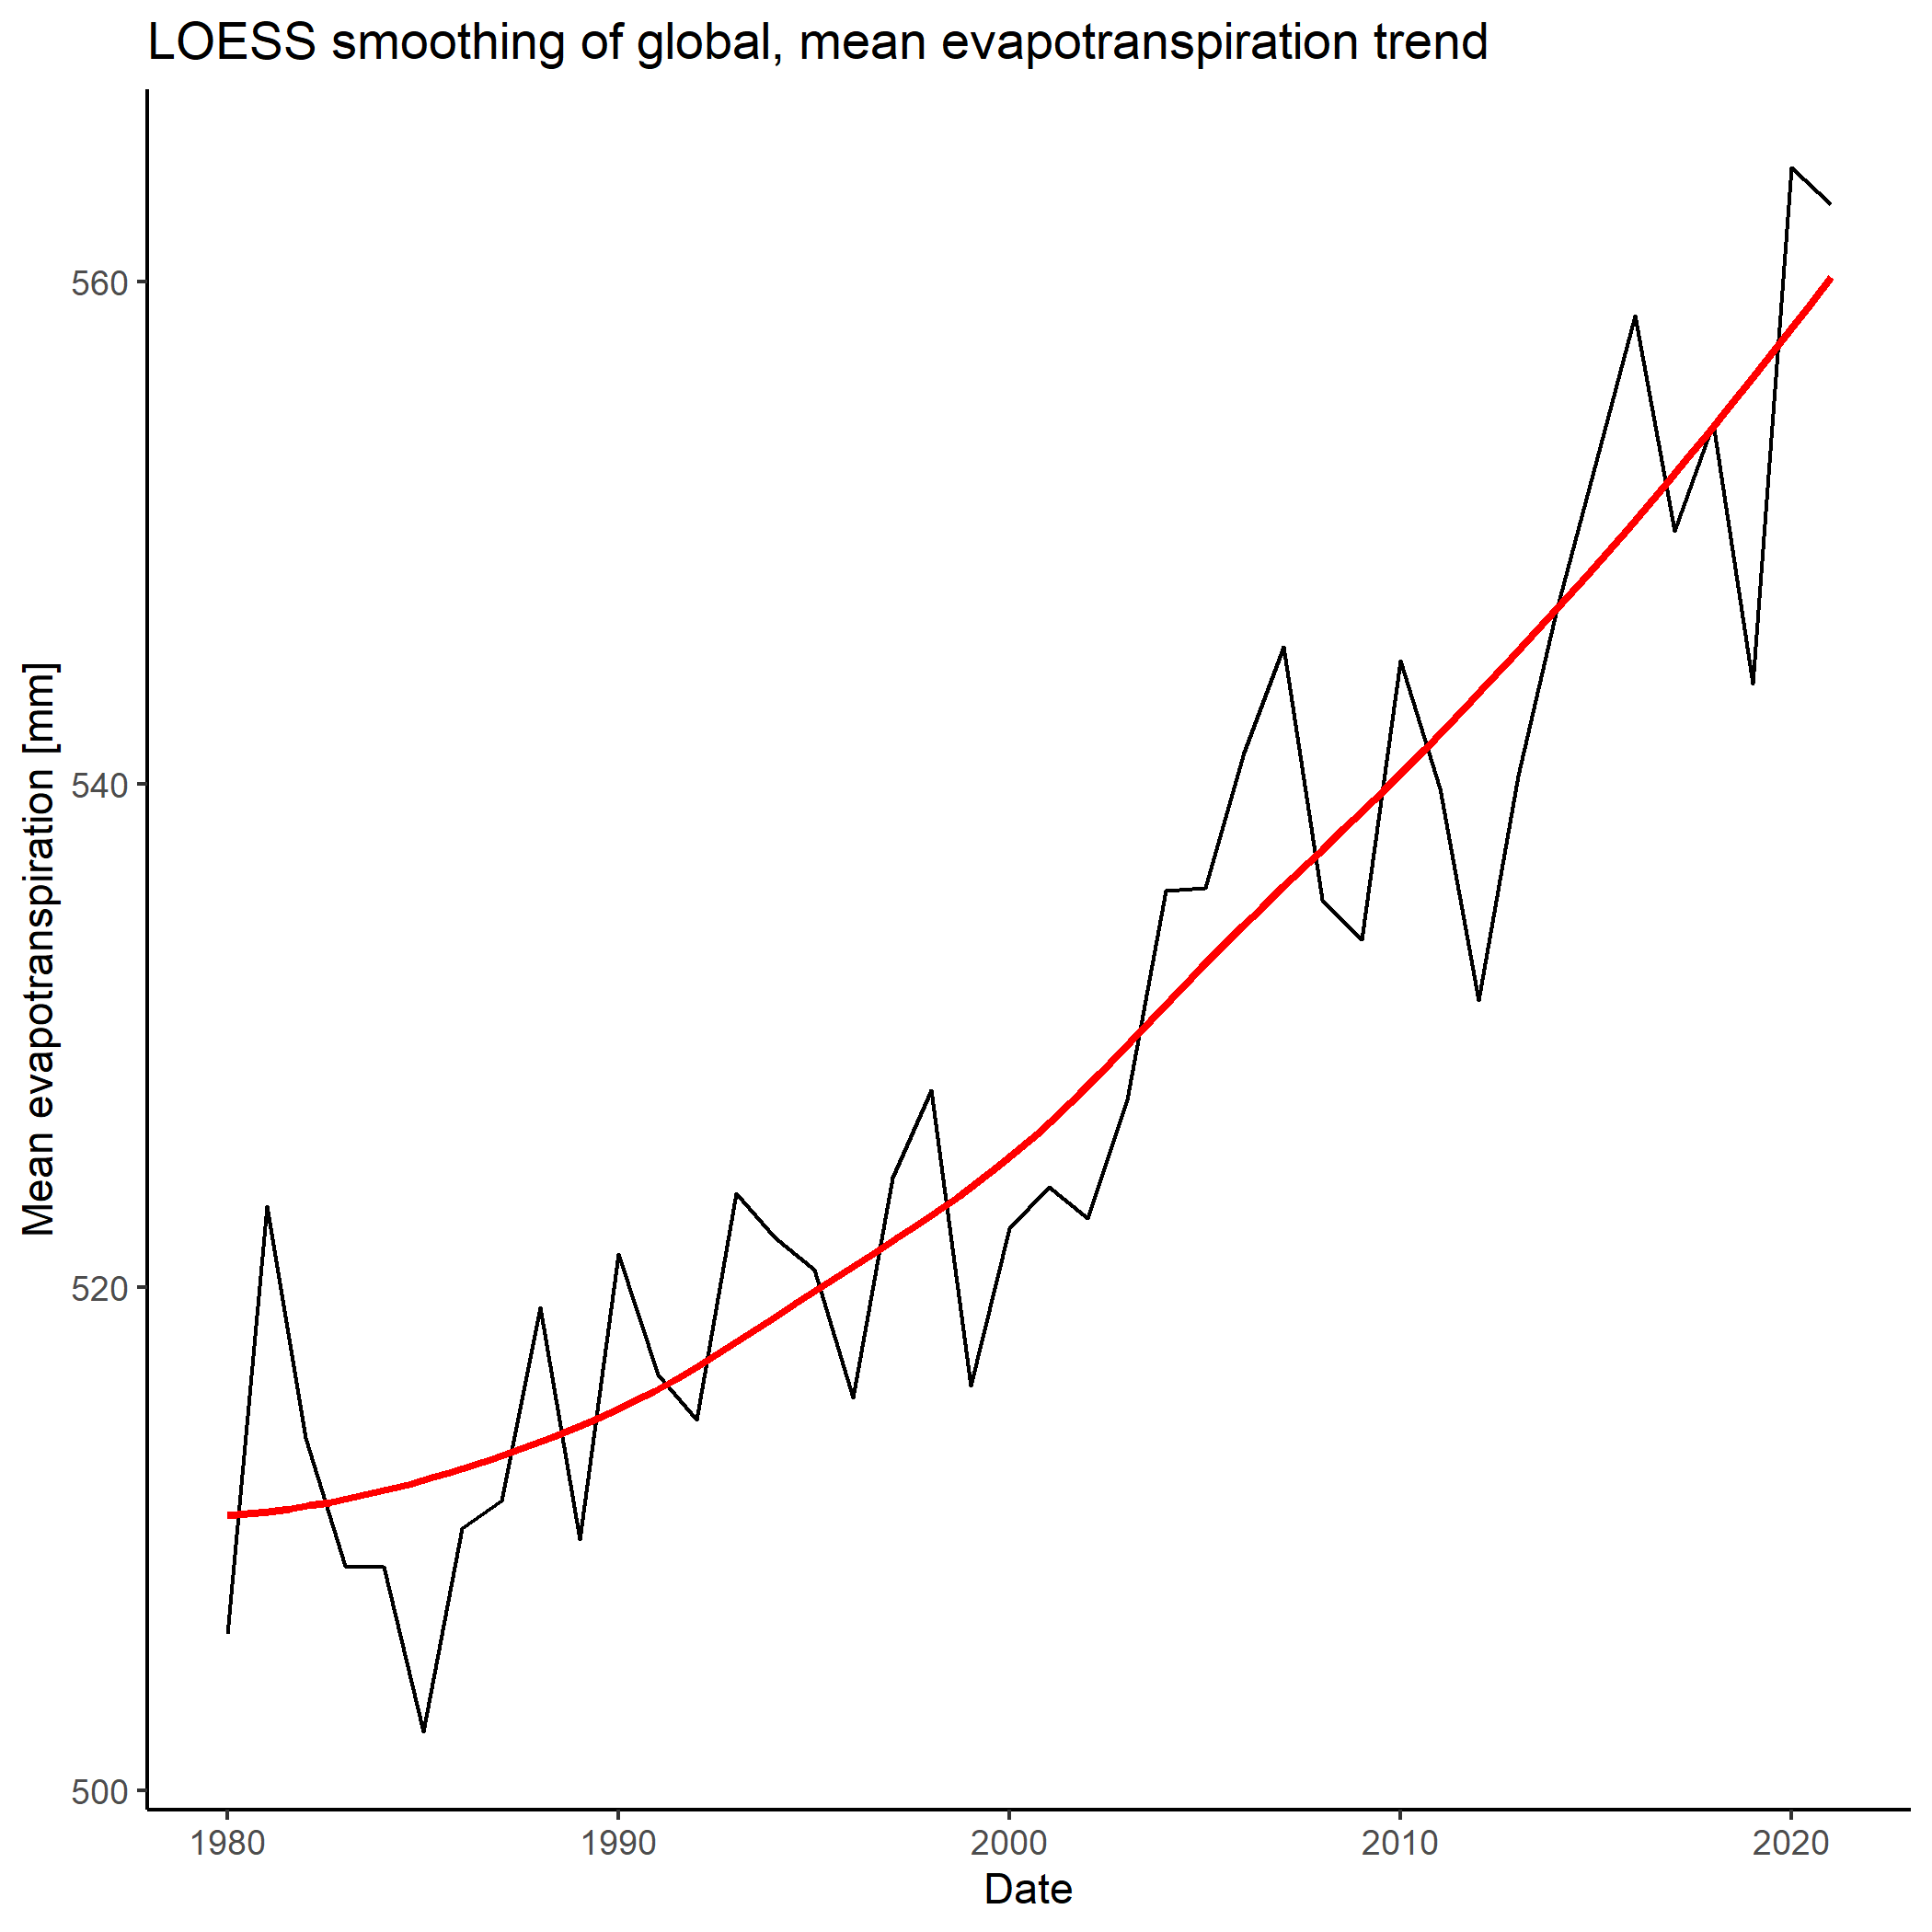 LOESS smoothing of global, mean evapotranspiration trend
Mean evapotranspiration [mm]
560
540
520
500
1980 1990 2000 2010 2020
Date